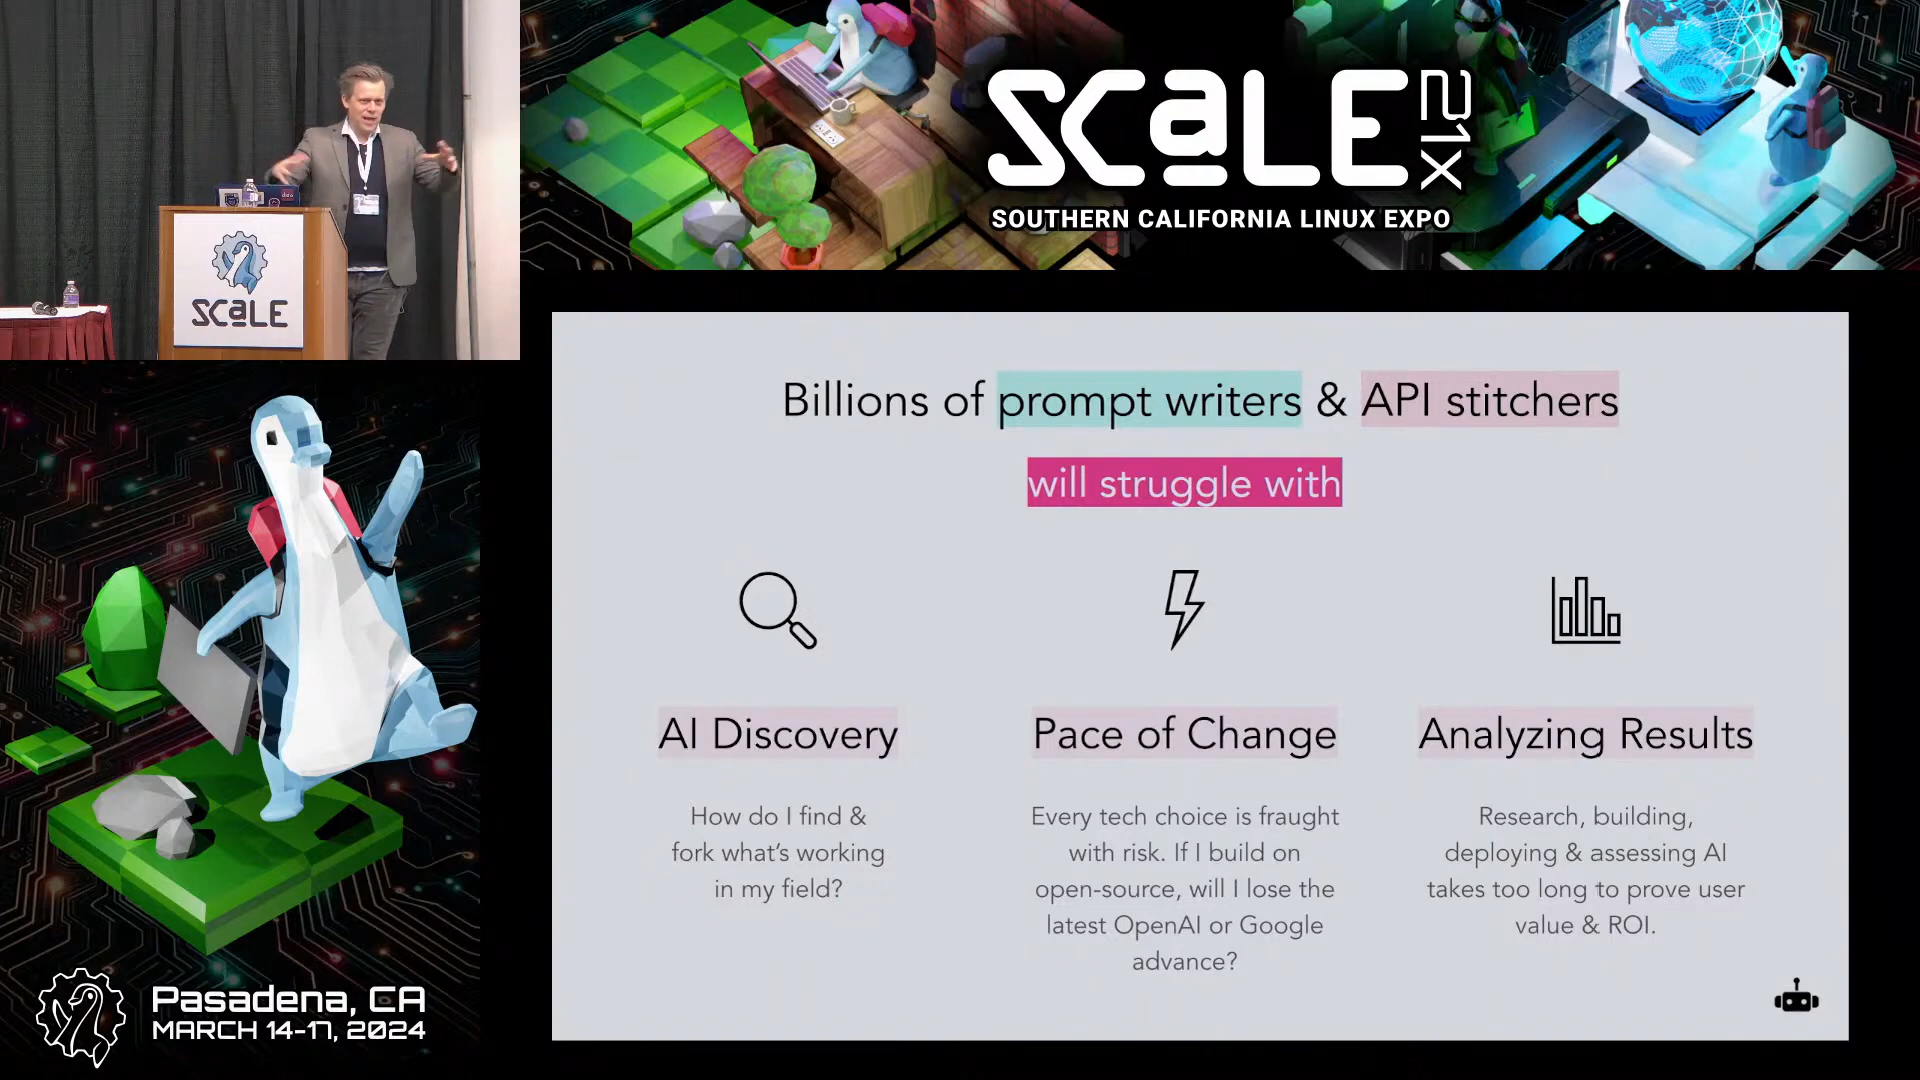 SCaLE
21X
SOUTHERN CALIFORNIA LINUX EXPO
SCaLE
Billions of prompt writers & API stitchers
will struggle with
AI Discovery
How do I find &
fork what's working
in my field?
Pace of Change
Every tech choice is fraught
with risk. If I build on
open-source, will I lose the
latest OpenAI or Google
advance?
Analyzing Results
Research, building,
deploying & assessing AI
takes too long to prove user
value & ROI.
Pasadena, CA
MARCH 14-17, 2024